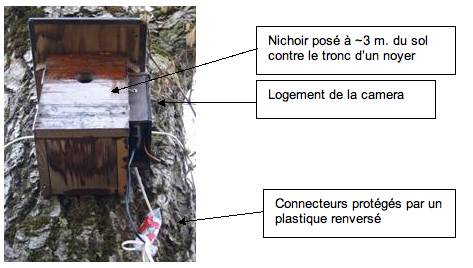 Nichoir posé à ~3 m. du sol
contre le tronc d'un noyer
Logement de la camera
Connecteurs protégés par un
plastique renversé